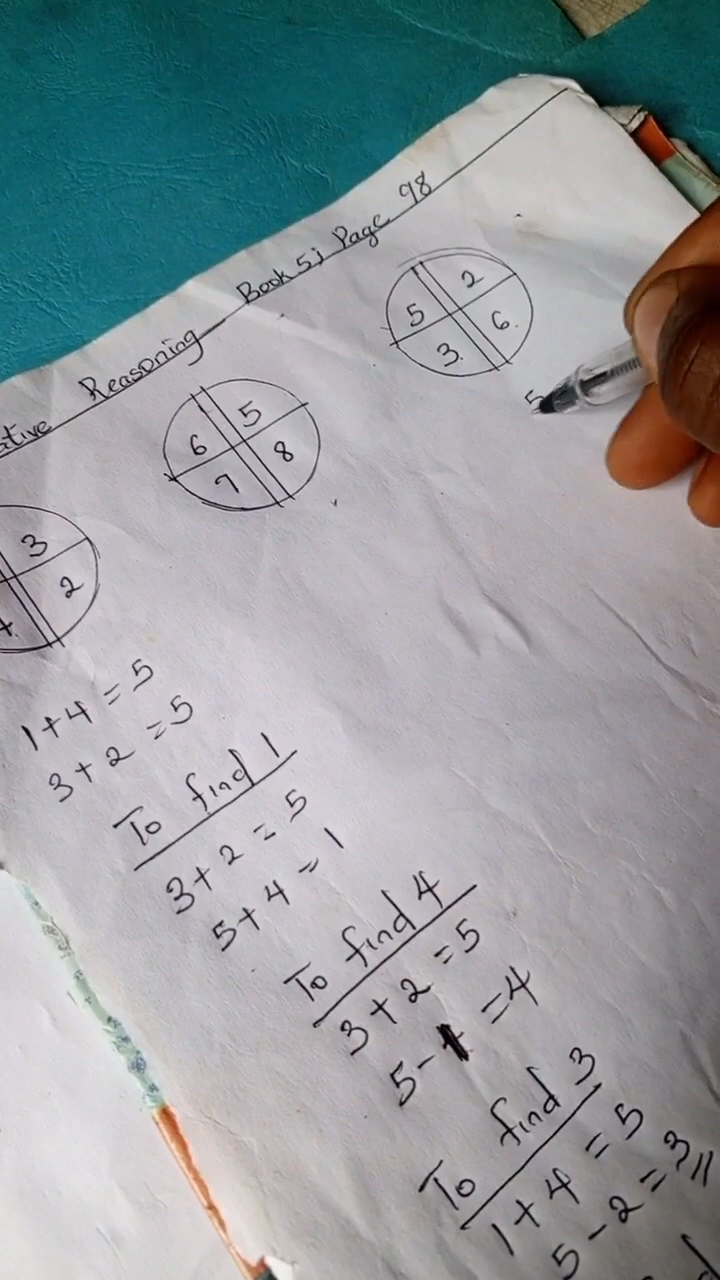 Reasoning - Book 5; Page 98
5 2
3 6
6 5
7 8
3
2
5
1+4 = 5
3+2 = 5
To find 1
3+2 = 5
5+4 = 1
To find 4
3+2 = 5
5-1 = 4
To find 3
1+4 = 5
5-2 = 3